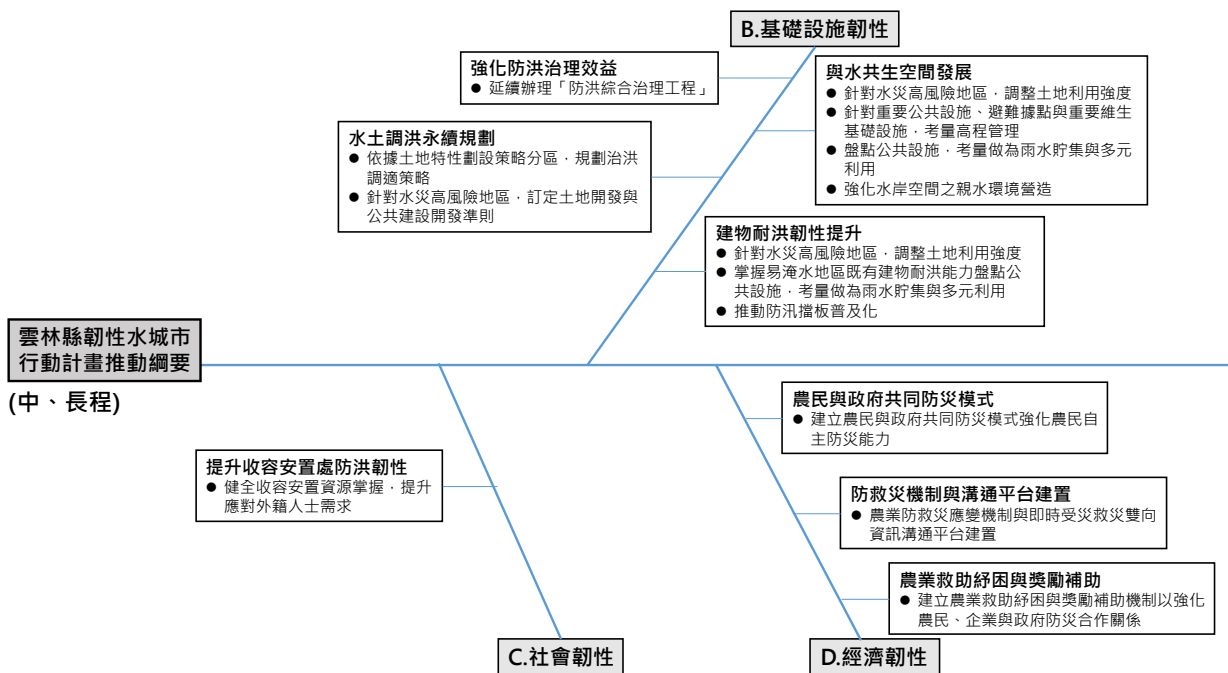 B.基礎設施韌性
強化防洪治理效益
● 延續辦理「防洪綜合治理工程」
與水共生空間發展
● 針對水災高風險地區，調整土地利用強度
● 針對重要公共設施、避難據點與重要維生
基礎設施，考量高程管理
● 盤點公共設施，考量做為雨水貯集與多元
利用
● 強化水岸空間之親水環境營造
水土調洪永續規劃
● 依據土地特性劃設策略分區，規劃治洪
調適策略
● 針對水災高風險地區，訂定土地開發與
公共建設開發準則
建物耐洪韌性提升
● 針對水災高風險地區，調整土地利用強度
● 掌握易淹水地區既有建物耐洪能力盤點公
共設施，考量做為雨水貯集與多元利用
● 推動防汛擋板普及化
雲林縣韌性水城市
行動計畫推動綱要
(中、長程)
農民與政府共同防災模式
● 建立農民與政府共同防災模式強化農民自
主防災能力
提升收容安置處防洪韌性
● 健全收容安置資源掌握，提升
應對外籍人士需求
防救災機制與溝通平台建置
● 農業防救災應變機制與即時受災救災雙向
資訊溝通平台建置
農業救助紓困與獎勵補助
● 建立農業救助紓困與獎勵補助機制以強化
農民、企業與政府防災合作關係
C.社會韌性
D.經濟韌性